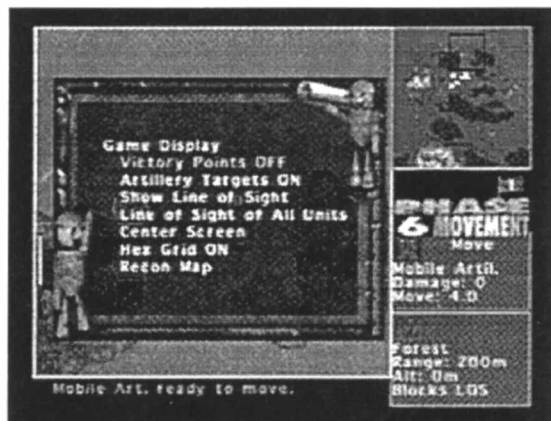 Game Display
Victory Points OFF
Artillery Targets ON
Show Line of Sight
Line of Sight of All Units
Center Screen
Hex Grid ON
Recon Map
PHASE
6 MOVEMENT
Move
Mobile Artil.
Damage: 0
Move: 4.0
Forest
Range: 200m
Alt: 0m
Blocks LOS
Mobile Art. ready to move.